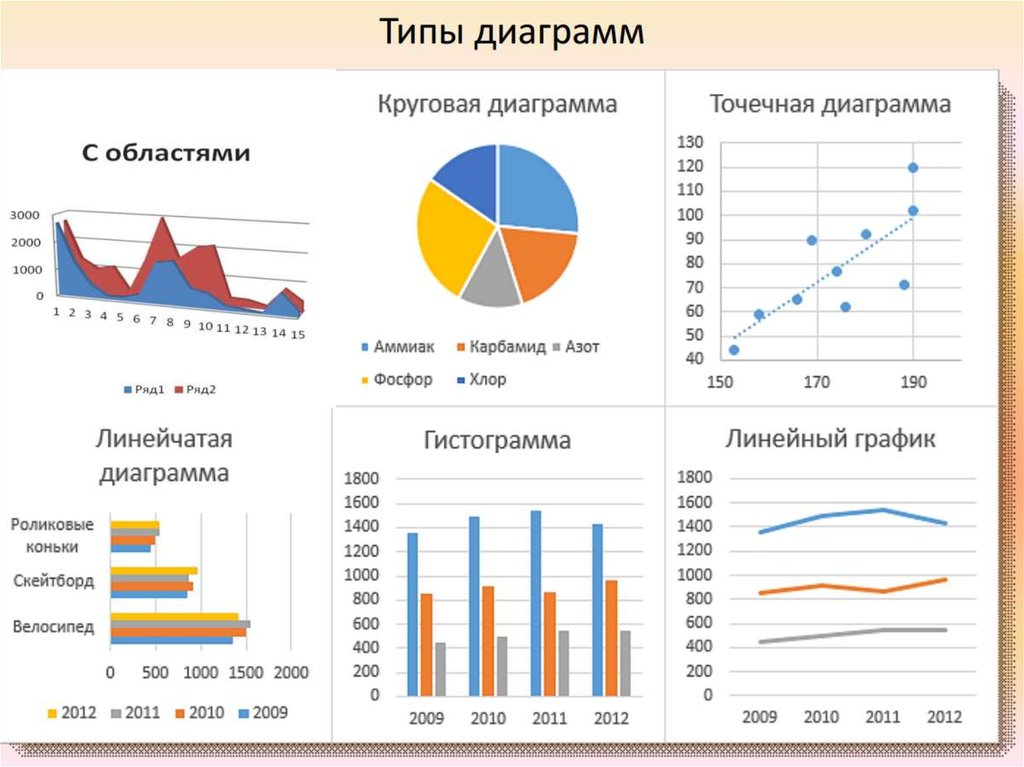 Типы диаграмм
С областями
3000
2000
1000
0
1 2 3 4 5 6 7 8 9 10 11 12 13 14 15
Ряд1 Ряд2
Круговая диаграмма
Аммиак Карбамид Азот
Фосфор Хлор
Точечная диаграмма
130
120
110
100
90
80
70
60
50
40
150 170 190
Линейчатая
диаграмма
Роликовые
коньки
Скейтборд
Велосипед
0 500 1000 1500 2000
2012 2011 2010 2009
Гистограмма
1800
1600
1400
1200
1000
800
600
400
200
0
2009 2010 2011 2012
Линейный график
1800
1600
1400
1200
1000
800
600
400
200
0
2009 2010 2011 2012